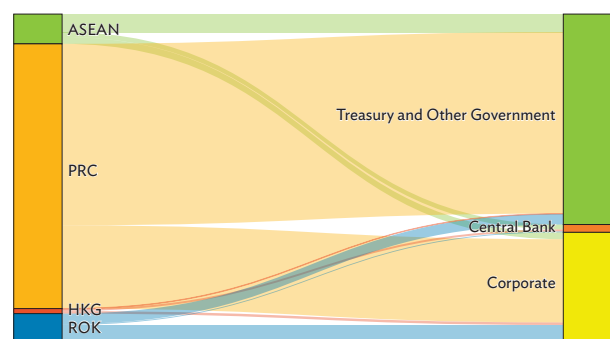 ASEAN
Treasury and Other Government
PRC
Central Bank
Corporate
HKG
ROK